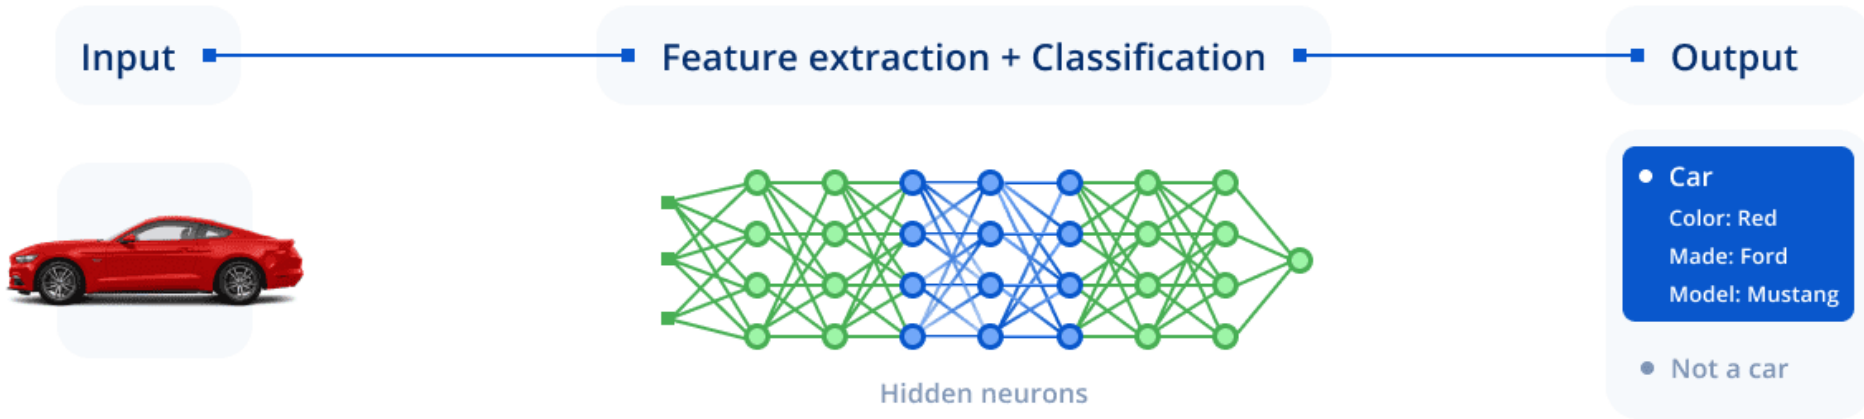 Input
Feature extraction + Classification
Output
Car
Color: Red
Made: Ford
Model: Mustang
Not a car
Hidden neurons